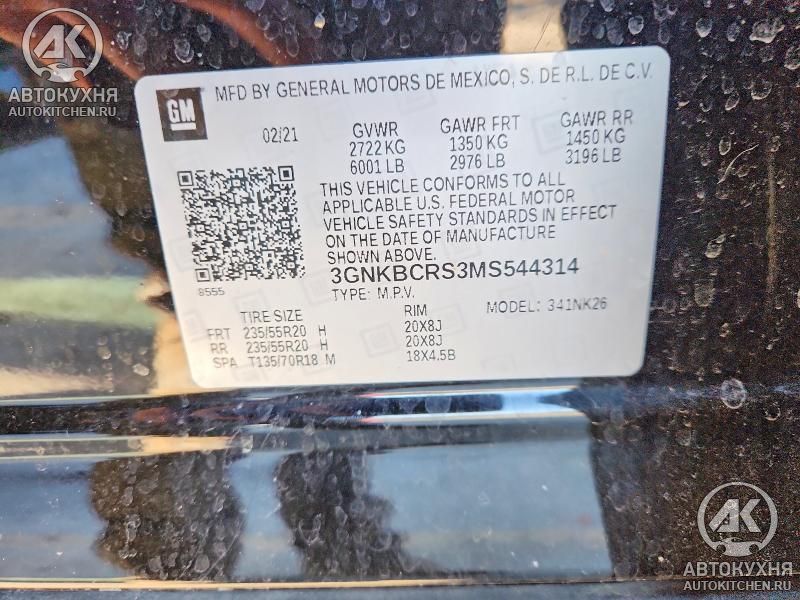 АК
АВТОКУХНЯ
AUTOKITCHEN.RU
GM
MFD BY GENERAL MOTORS DE MEXICO, S. DE R.L. DE C.V.
02/21 GVWR GAWR FRT GAWR RR
2722 KG 1350 KG 1450 KG
6001 LB 2976 LB 3196 LB
THIS VEHICLE CONFORMS TO ALL
APPLICABLE U.S. FEDERAL MOTOR
VEHICLE SAFETY STANDARDS IN EFFECT
ON THE DATE OF MANUFACTURE
SHOWN ABOVE.
8555
3GNKBCRS3MS544314
TYPE: M.P.V. MODEL: 341NK26
TIRE SIZE RIM
FRT 235/55R20 H 20X8J
RR 235/55R20 H 20X8J
SPA T135/70R18 M 18X4.5B
АК
АВТОКУХНЯ
AUTOKITCHEN.RU